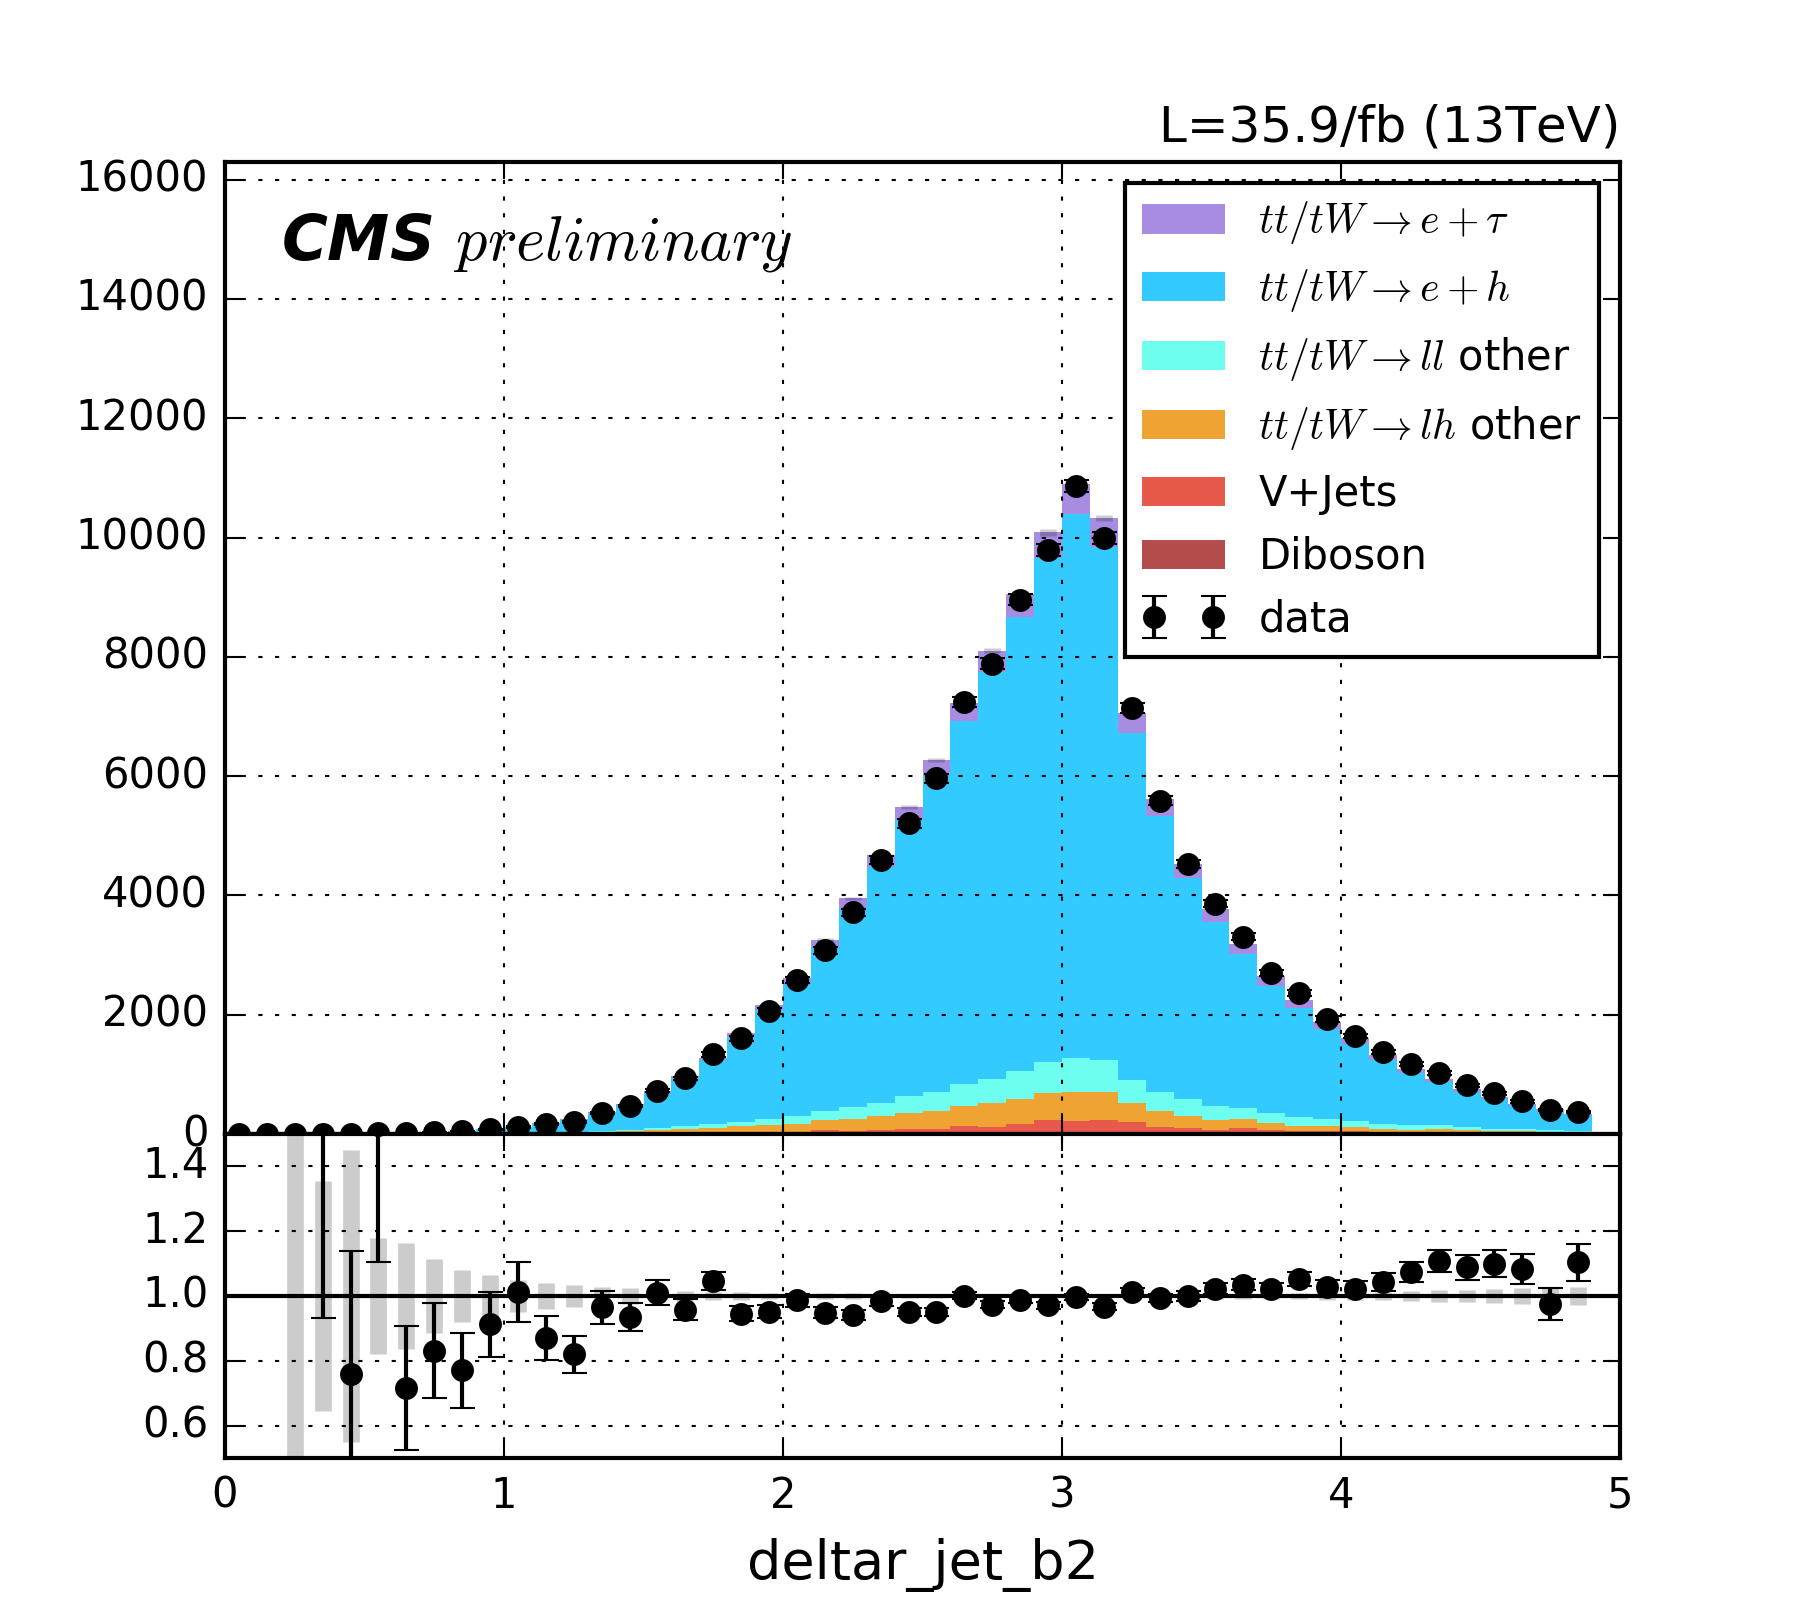 L=35.9/fb (13TeV)
CMS preliminary
16000
14000
12000
10000
8000
6000
4000
2000
0
tt/tW → e + τ
tt/tW → e + h
tt/tW → ll other
tt/tW → lh other
V+Jets
Diboson
data
1.4
1.2
1.0
0.8
0.6
0 1 2 3 4 5
deltar_jet_b2